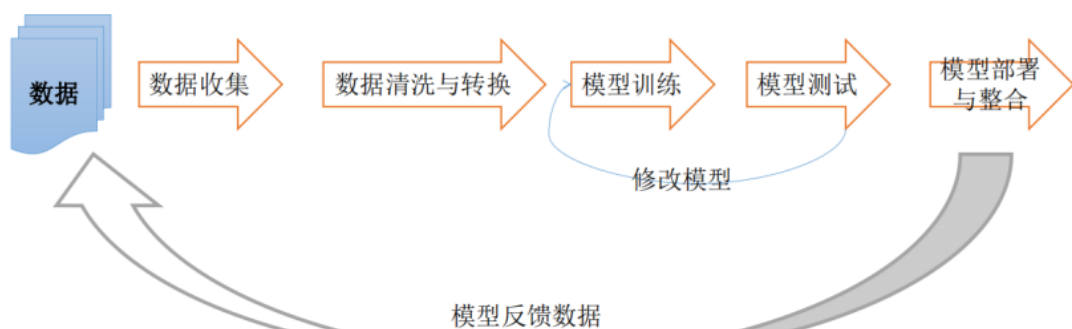 数据
数据收集
数据清洗与转换
模型训练
模型测试
模型部署
与整合
修改模型
模型反馈数据